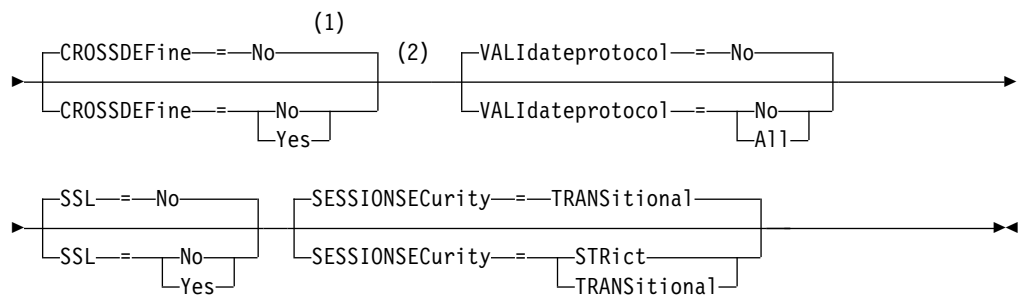 (1)
CROSSDEFine = No (2) VALIdateprotocol = No
CROSSDEFine = No VALIdateprotocol = No
Yes All
SSL = No SESSIONSECurity = TRANSitional
SSL = No SESSIONSECurity = STRict
Yes TRANSitional